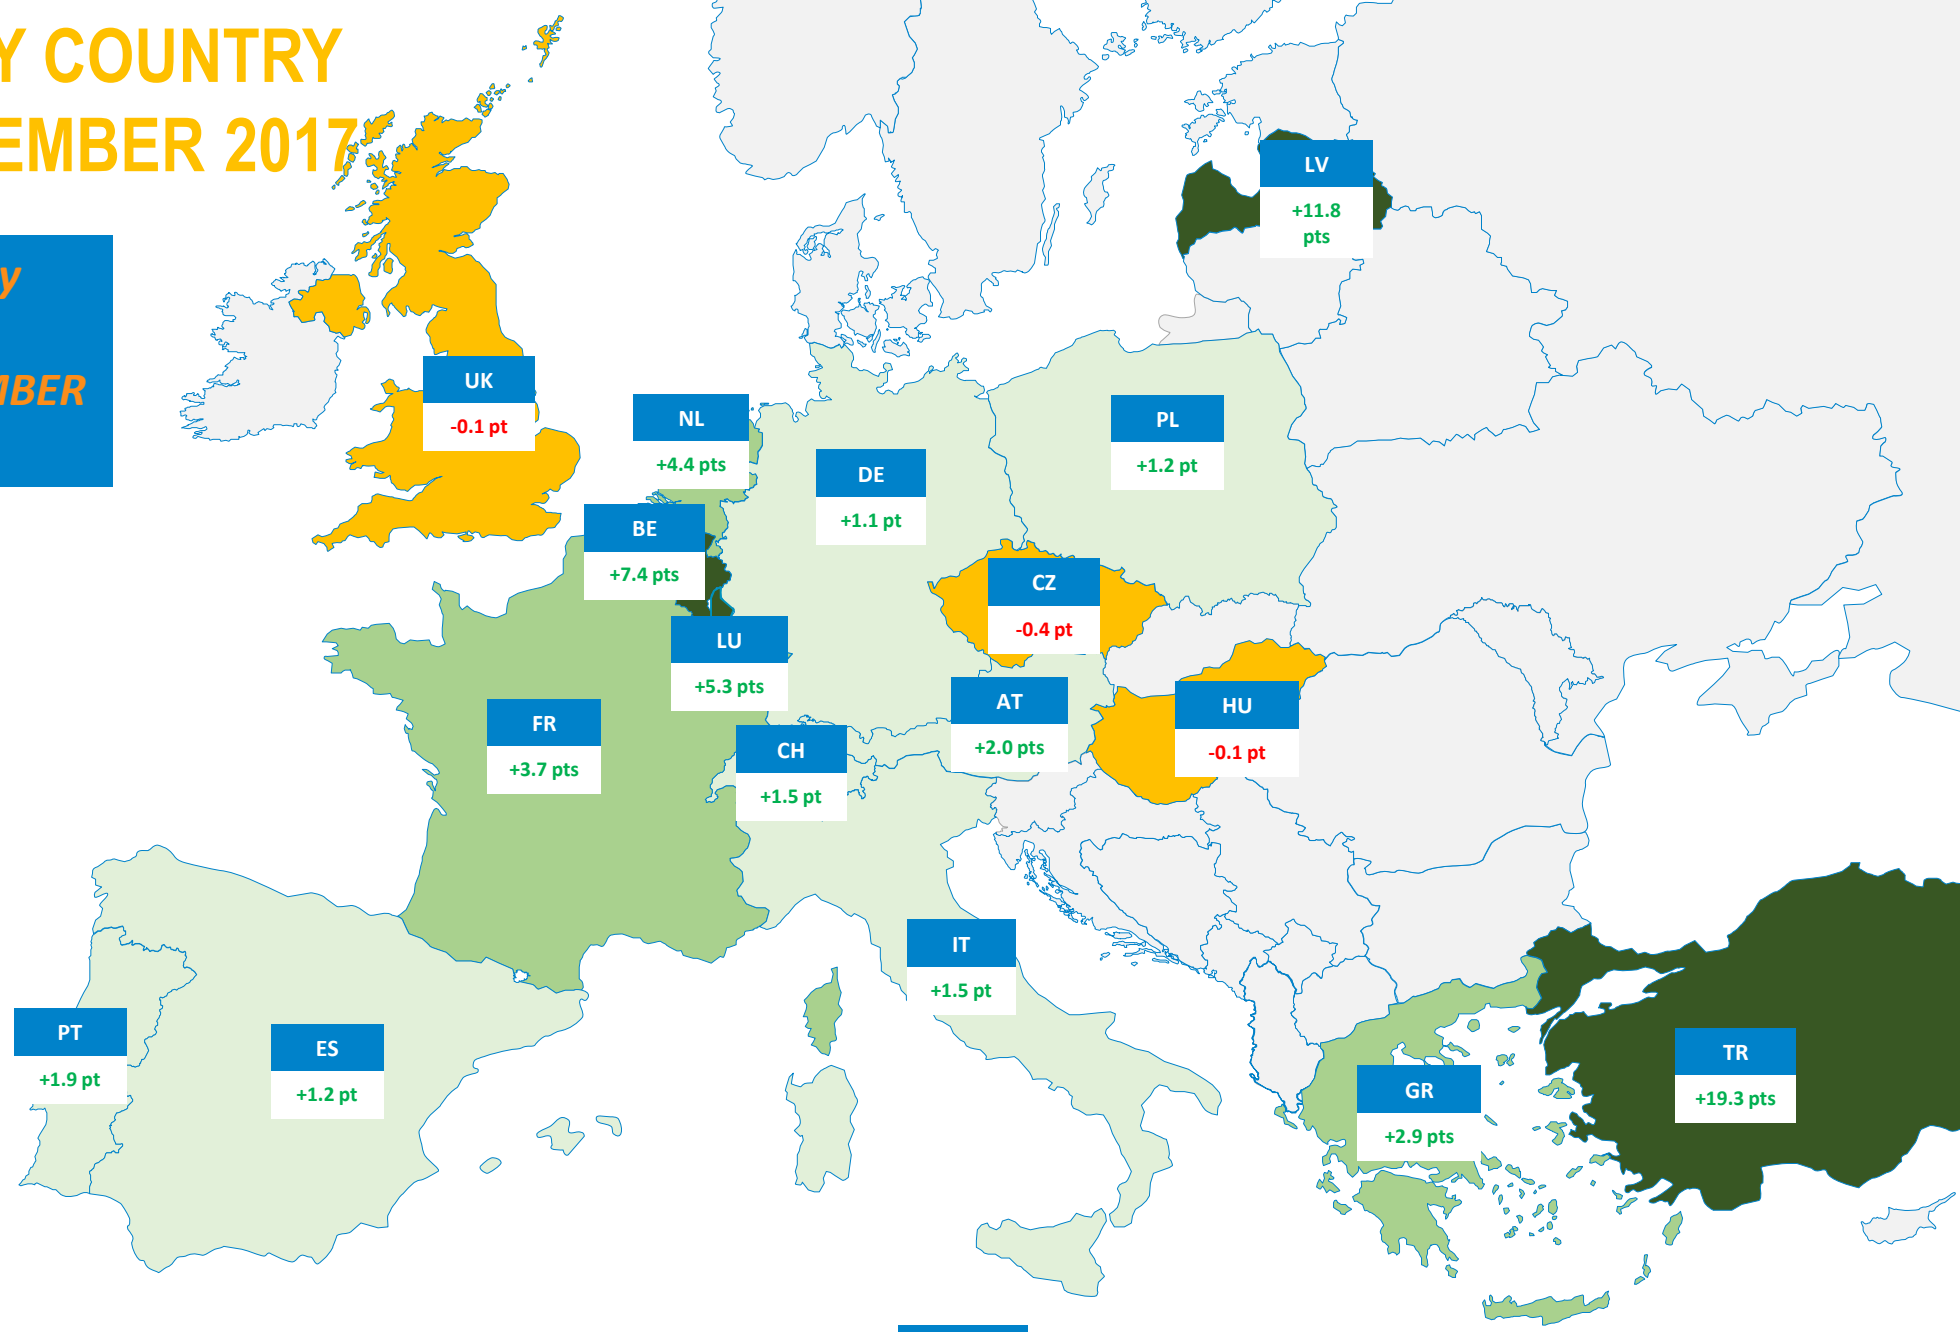 Y COUNTRY
EMBER 2017
y
MBER
LV
+11.8
pts
UK
-0.1 pt
NL
+4.4 pts
PL
+1.2 pt
DE
+1.1 pt
BE
+7.4 pts
CZ
-0.4 pt
LU
+5.3 pts
AT
+2.0 pts
HU
-0.1 pt
FR
+3.7 pts
CH
+1.5 pt
IT
+1.5 pt
PT
+1.9 pt
ES
+1.2 pt
GR
+2.9 pts
TR
+19.3 pts